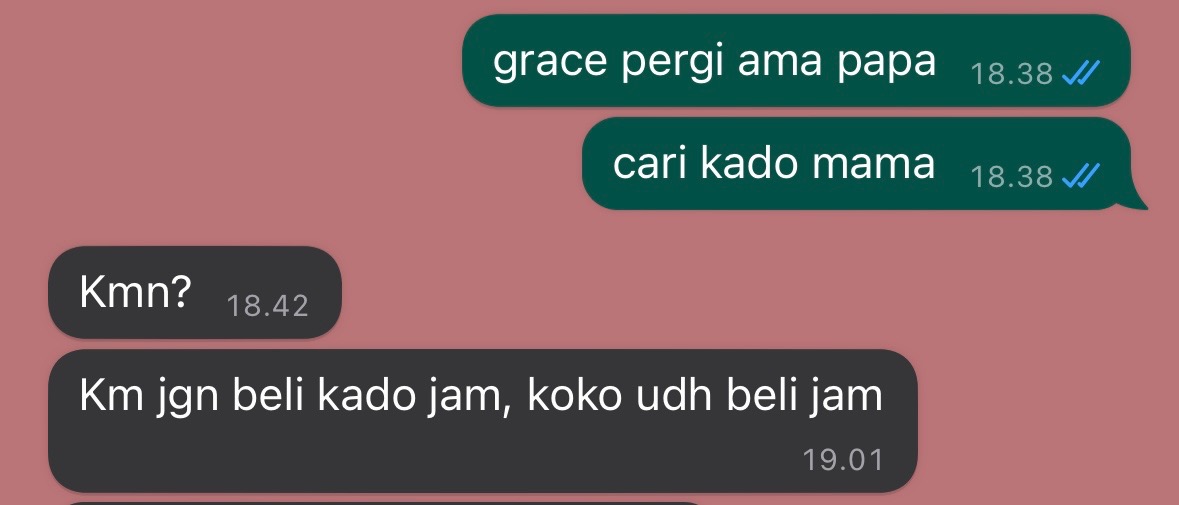 grace pergi ama papa 18.38
cari kado mama 18.38
Kmn? 18.42
Km jgn beli kado jam, koko udh beli jam
19.01